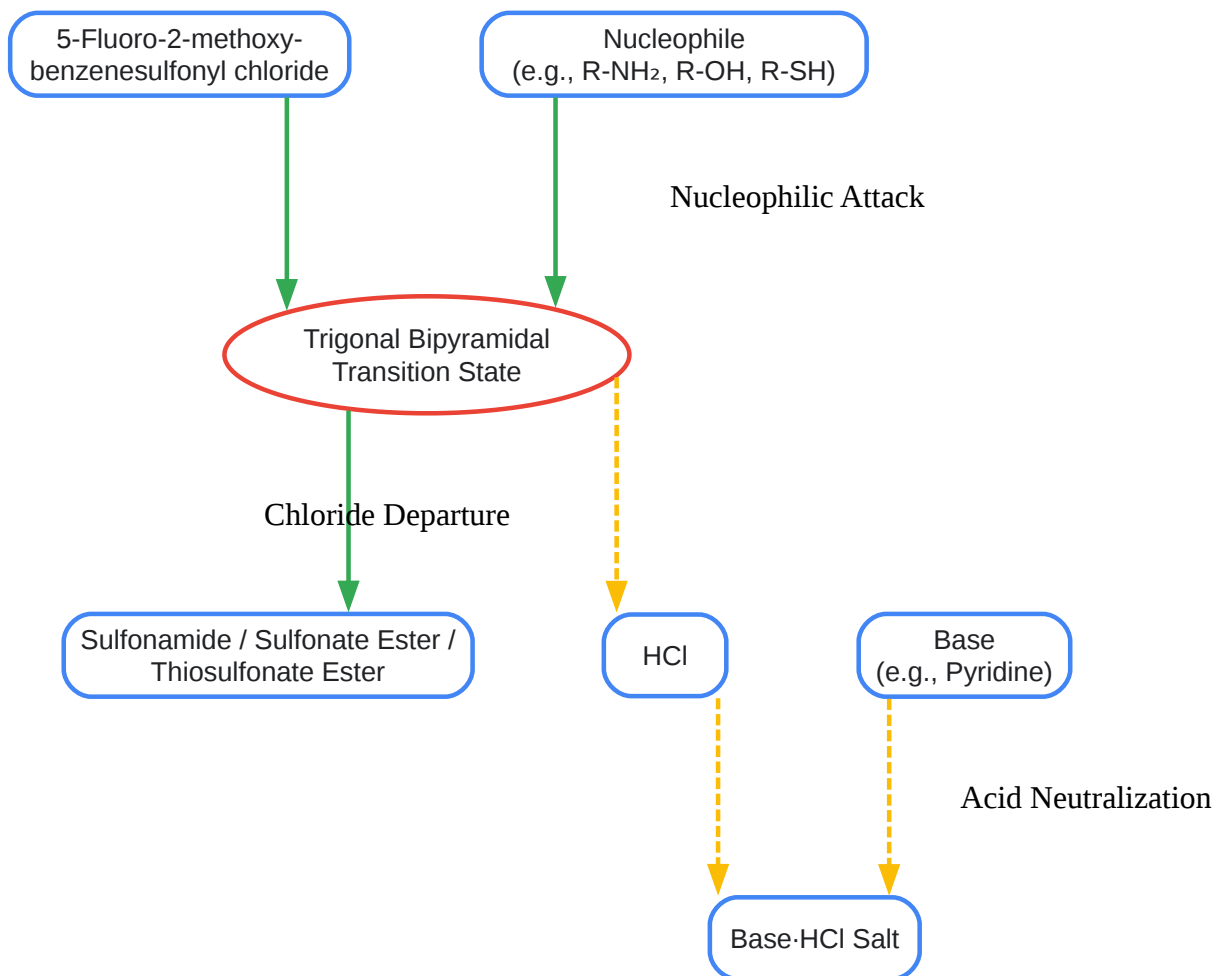 5-Fluoro-2-methoxy-
benzenesulfonyl chloride
Nucleophile
(e.g., R-NH₂, R-OH, R-SH)
Nucleophilic Attack
Trigonal Bipyramidal
Transition State
Chloride Departure
Sulfonamide / Sulfonate Ester /
Thiosulfonate Ester
HCl
Base
(e.g., Pyridine)
Acid Neutralization
Base·HCl Salt